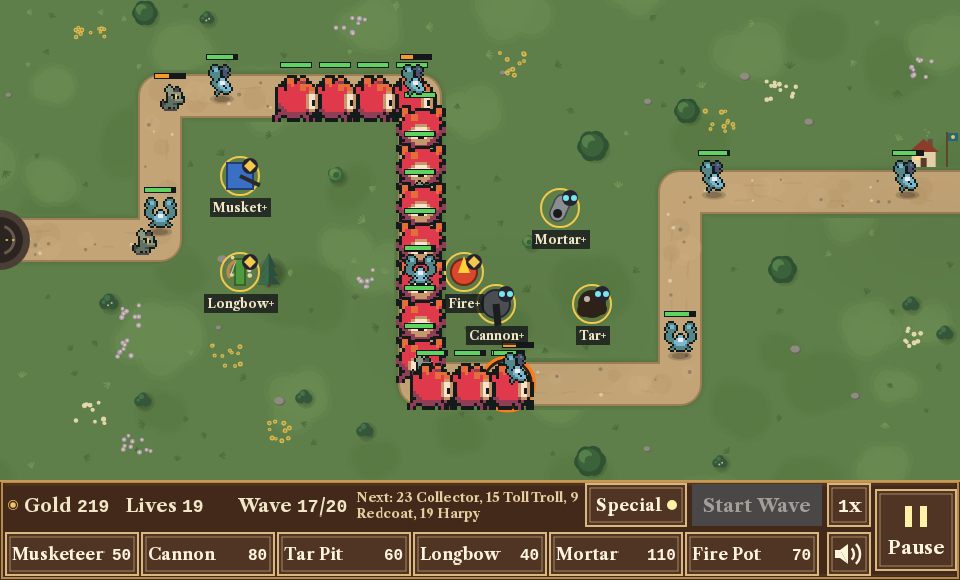 Musket+
Mortar+
Longbow+
Fire+
Cannon+
Tar+
Gold 219 Lives 19 Wave 17/20
Next: 23 Collector, 15 TollTroll, 9
Redcoat, 19 Harpy
Special
Start Wave
1x
Pause
Musketeer 50
Cannon 80
Tar Pit 60
Longbow 40
Mortar 110
Fire Pot 70